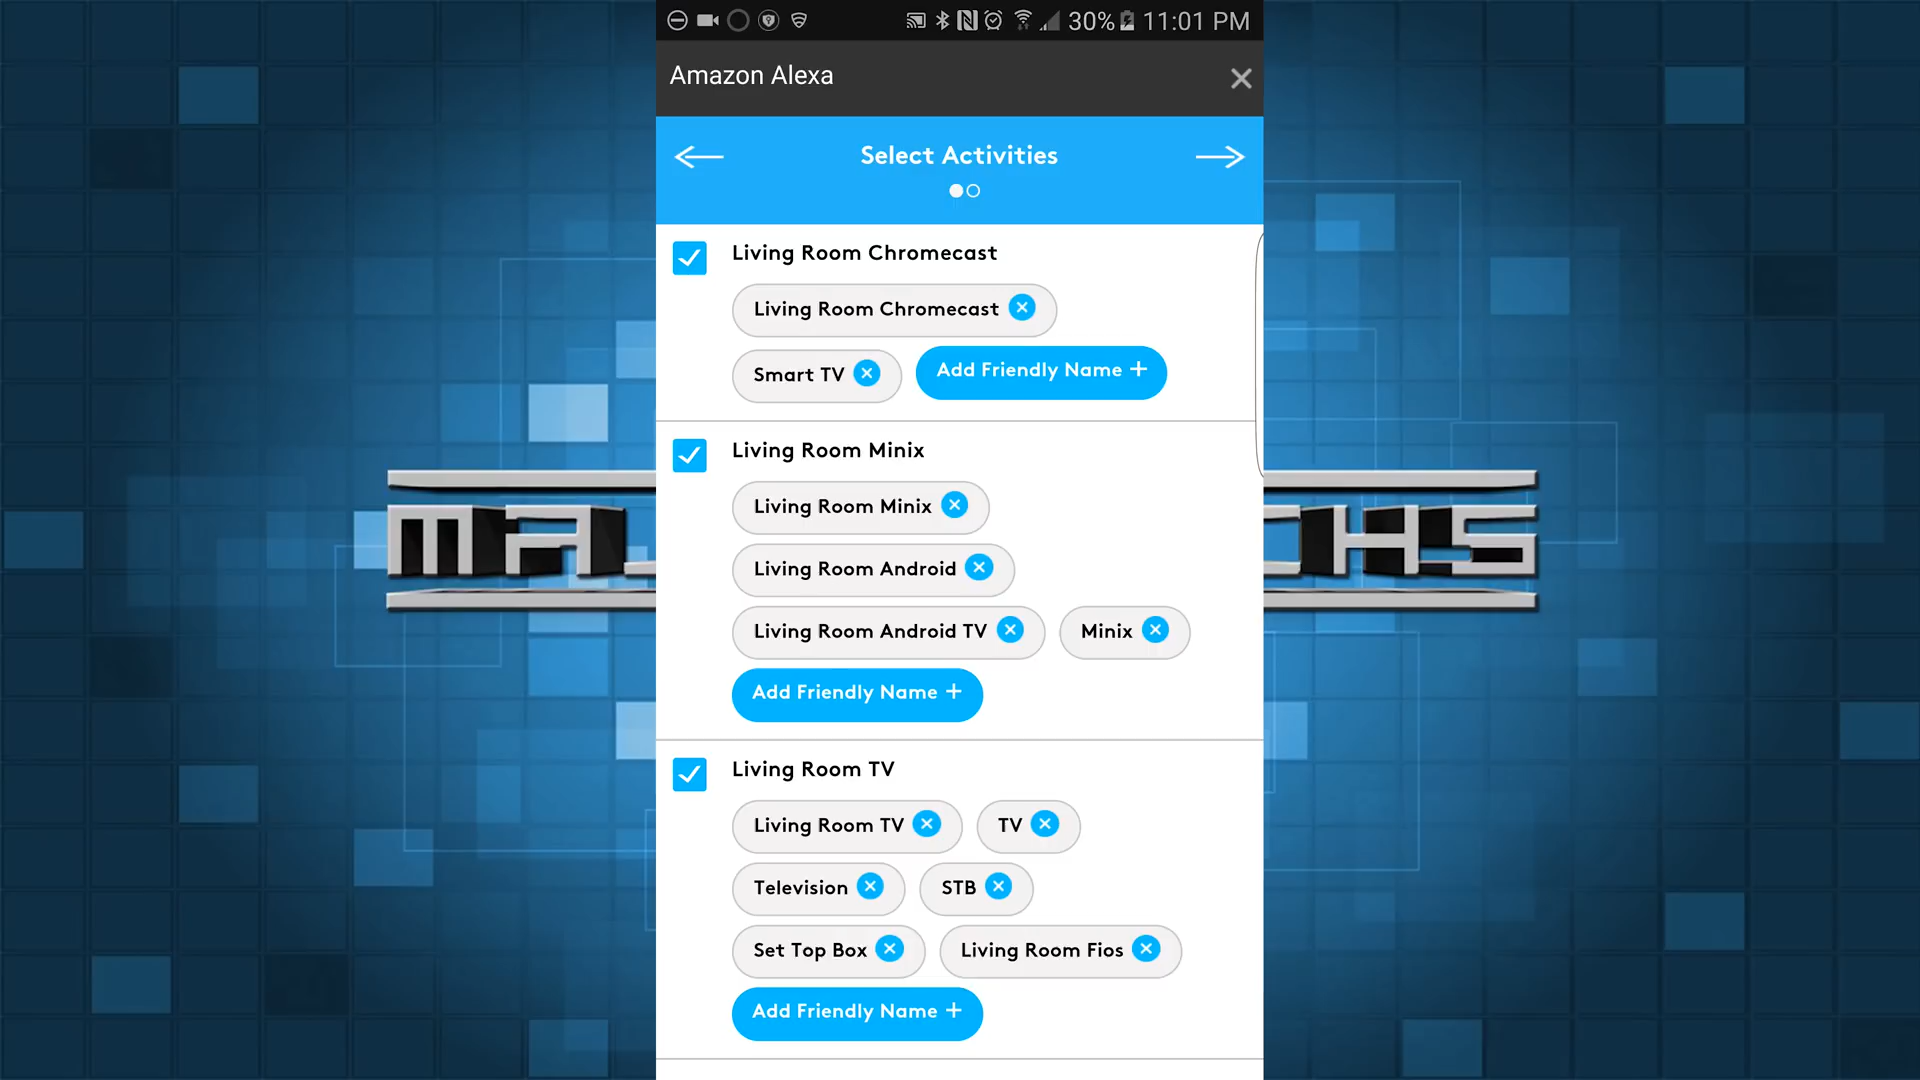 30% 11:01 PM
Amazon Alexa
Select Activities
Living Room Chromecast
Living Room Chromecast
Smart TV Add Friendly Name +
Living Room Minix
Living Room Minix
Living Room Android
Living Room Android TV Minix
Add Friendly Name +
Living Room TV
Living Room TV TV
Television STB
Set Top Box Living Room Fios
Add Friendly Name +